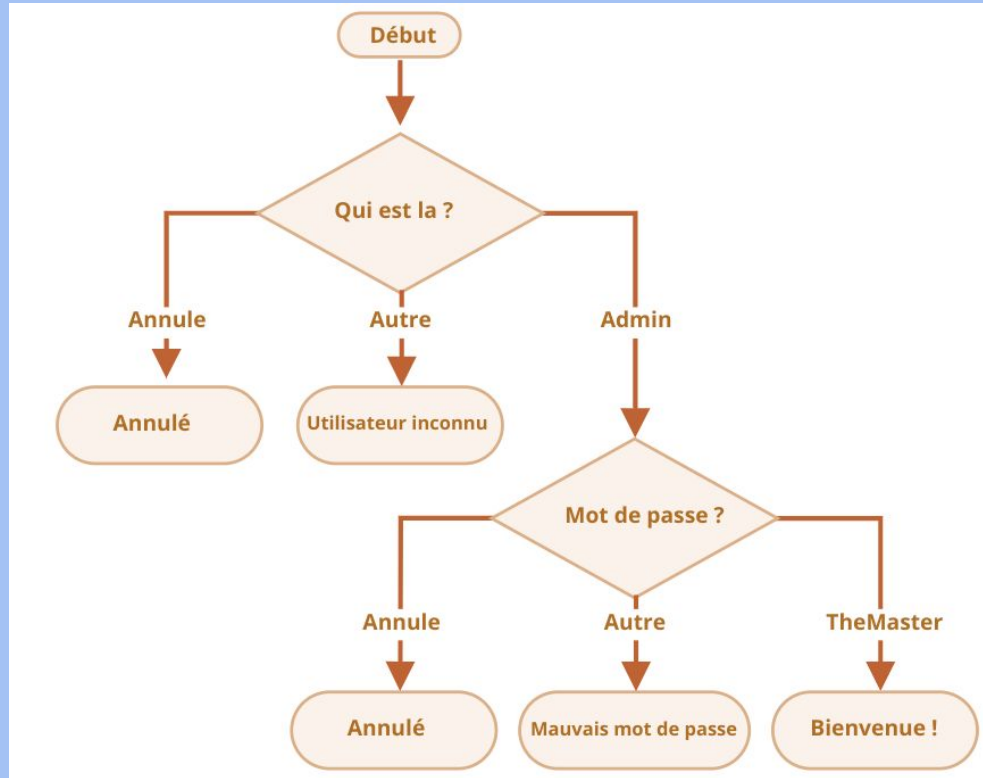 Début
Qui est la ?
Annule
Autre
Admin
Annulé
Utilisateur inconnu
Mot de passe ?
Annule
Autre
TheMaster
Annulé
Mauvais mot de passe
Bienvenue !